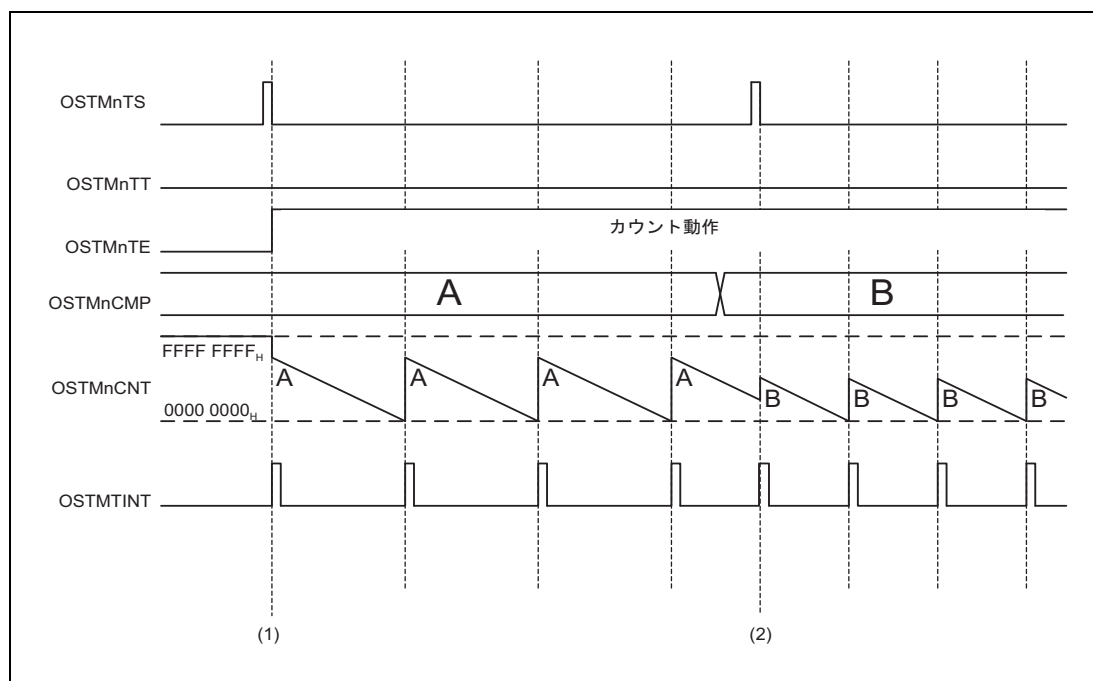 OSTMnTS
OSTMnTT
カウント動作
OSTMnTE
A
B
OSTMnCMP
FFFF FFFFH
A A A A
OSTMnCNT
B B B B
0000 0000H
OSTMTINT
(1) (2)